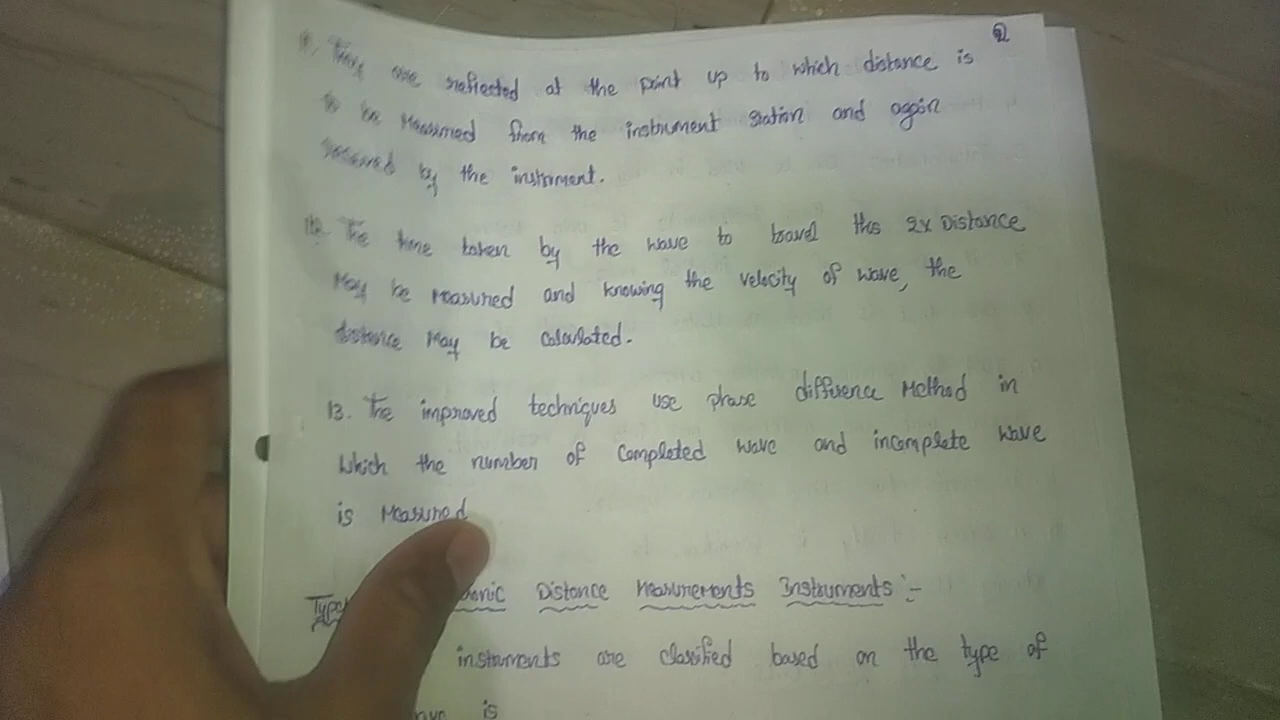 2
11. They are reflected at the point up to which distance is
to be Measured from the instrument station and again
received by the instrument.
12. The time taken by the wave to travel this 2x Distance
May be Measured and knowing the velocity of wave, the
distance May be calculated.
13. The improved techniques use phase difference Method in
which the number of completed wave and incomplete wave
is Measured
Distance Measurements Instruments :-
instruments are classified based on the type of
is